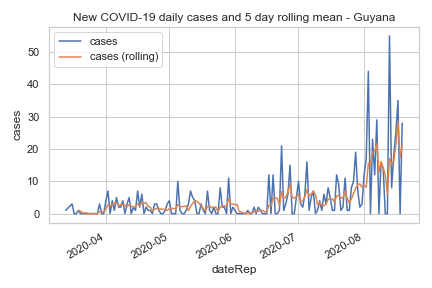 New COVID-19 daily cases and 5 day rolling mean - Guyana
cases
cases (rolling)
50
40
30
20
10
0
cases
2020-04
2020-05
2020-06
2020-07
2020-08
dateRep